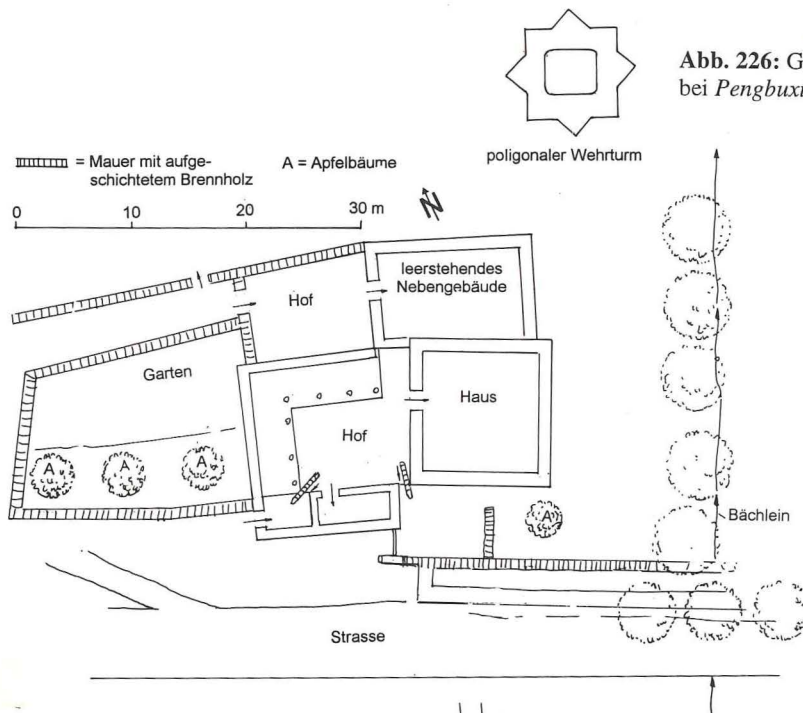 Abb. 226: G
bei Pengbuxi
poligonaler Wehrturm
= Mauer mit aufge-
schichtetem Brennholz
A = Apfelbäume
0 10 20 30 m
N
leerstehendes
Nebengebäude
Hof
Garten
Haus
Hof
A A A
A
Bächlein
Strasse